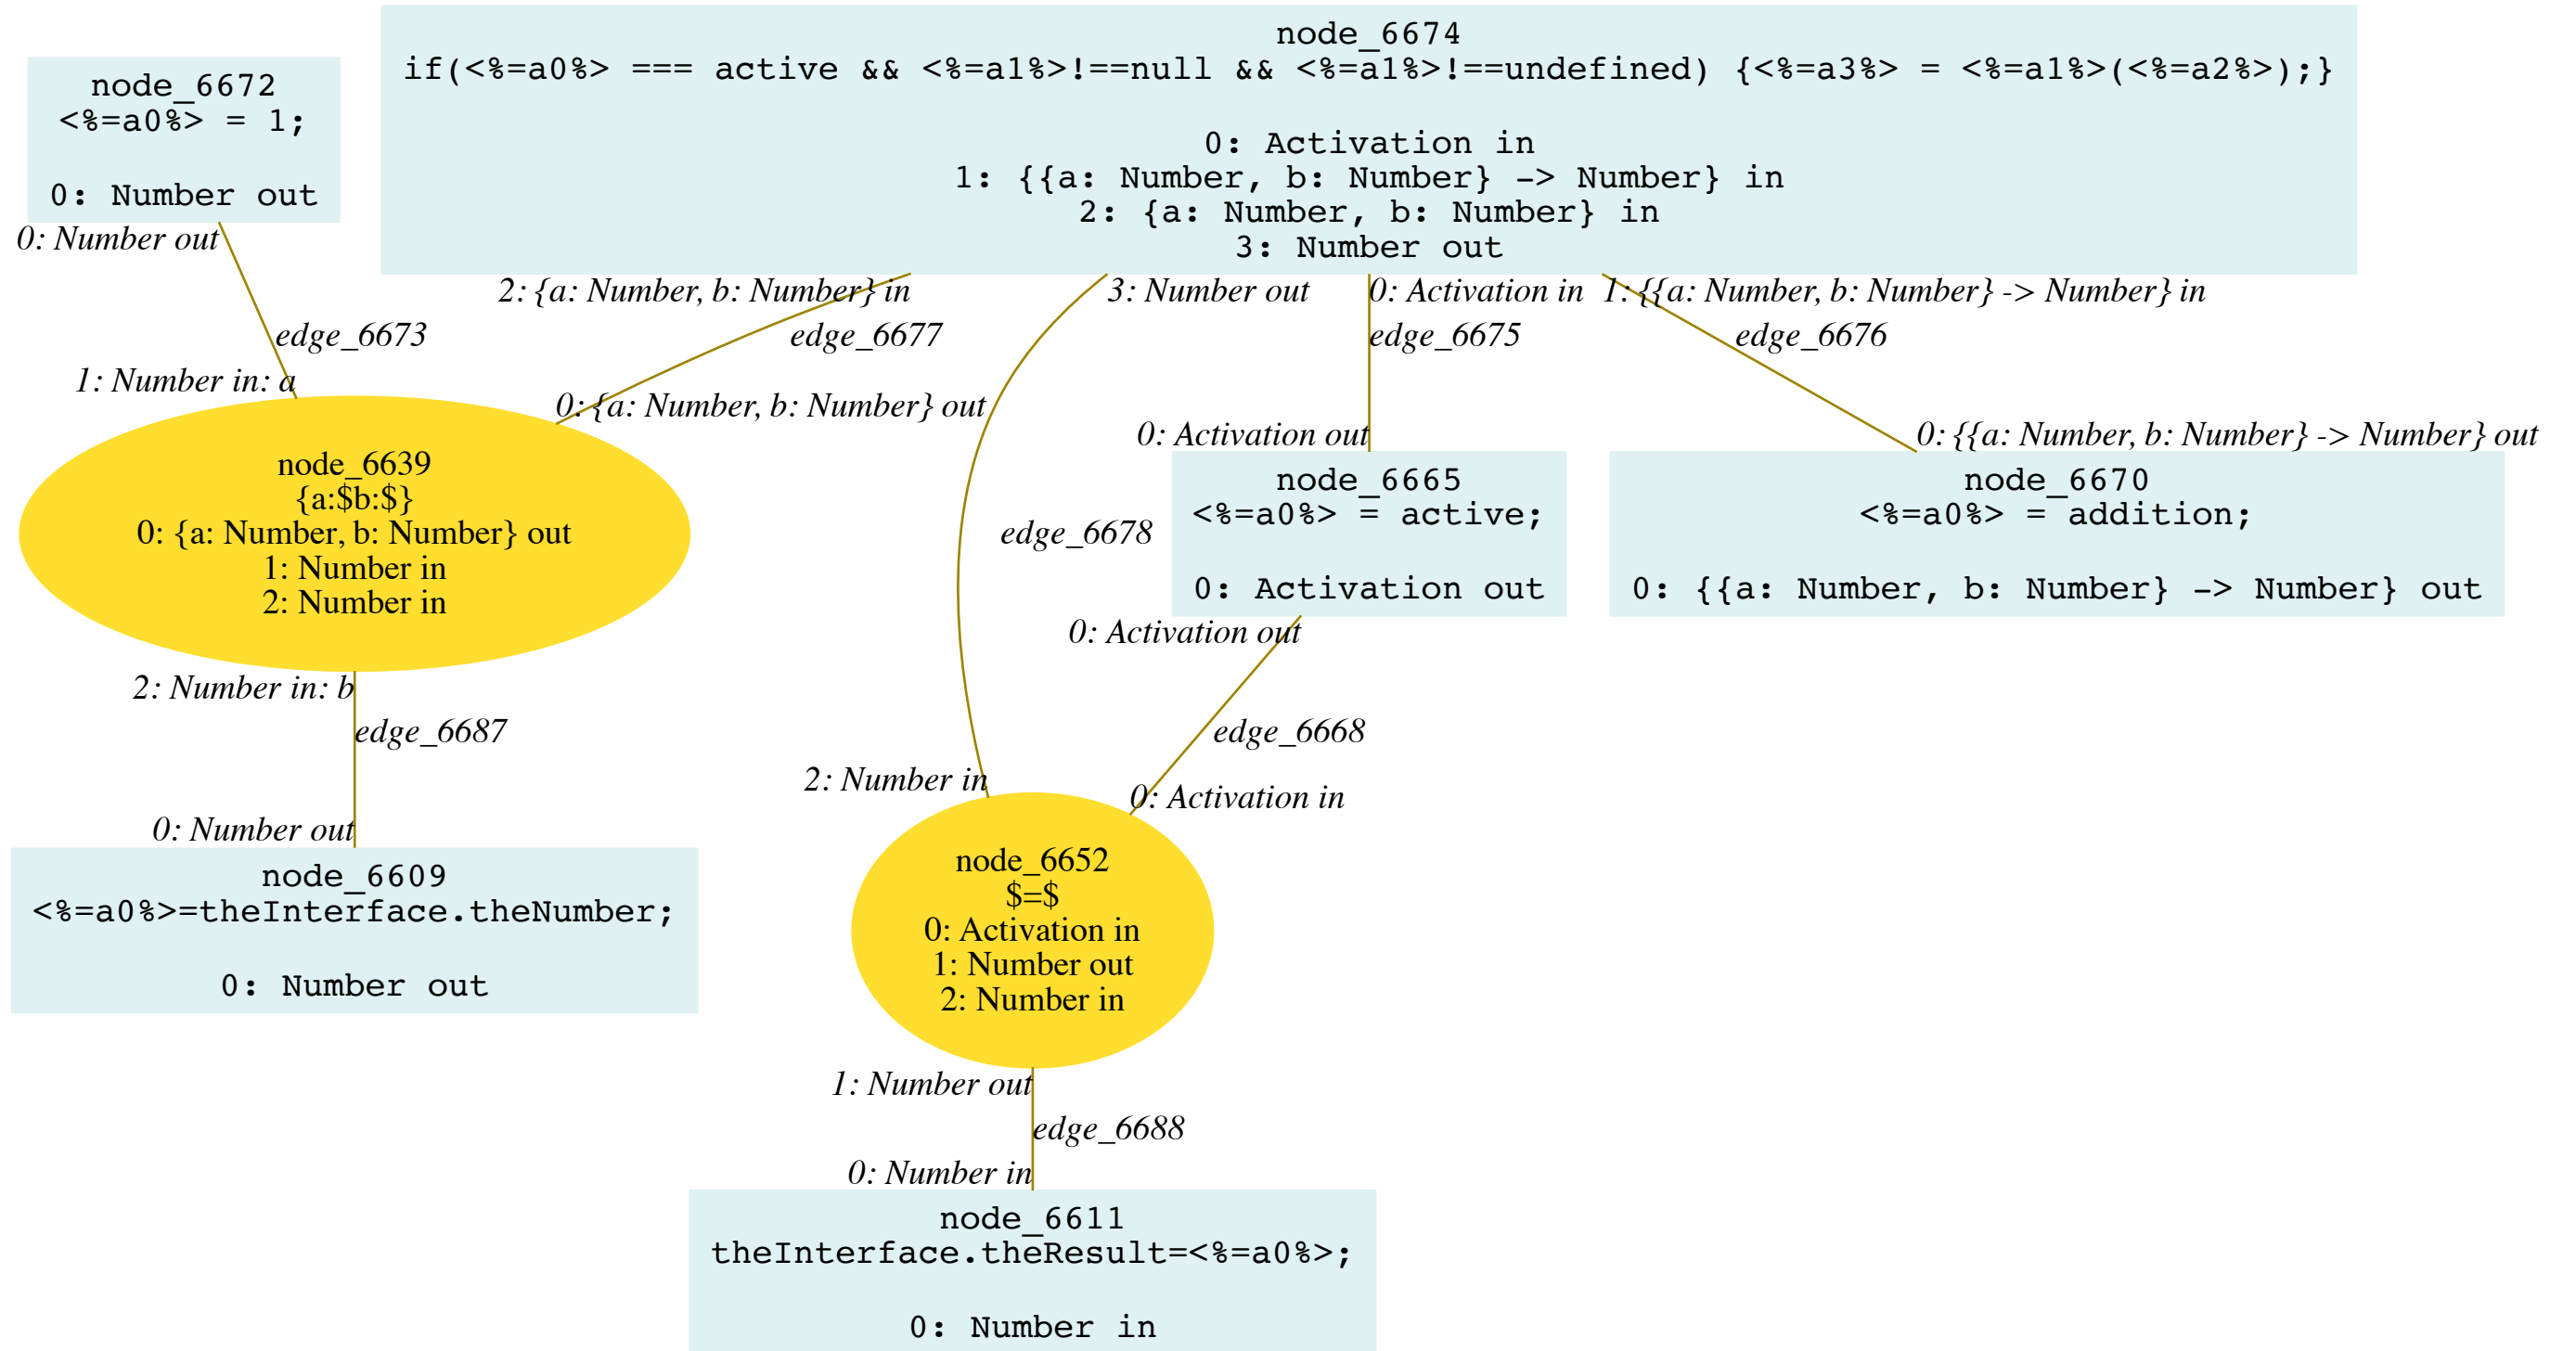 node_6674
if(<%=a0%> === active && <%=a1%>!==null && <%=a1%>!==undefined) {<%=a3%> = <%=a1%>(<%=a2%>);}
0: Activation in
1: {{a: Number, b: Number} -> Number} in
2: {a: Number, b: Number} in
3: Number out
node_6672
<%=a0%> = 1;
0: Number out
0: Number out
2: {a: Number, b: Number} in
3: Number out
0: Activation in
1: {{a: Number, b: Number} -> Number} in
edge_6673
edge_6677
edge_6675
edge_6676
1: Number in: a
0: {a: Number, b: Number} out
0: Activation out
0: {{a: Number, b: Number} -> Number} out
node_6639
{a:$b:$}
0: {a: Number, b: Number} out
1: Number in
2: Number in
edge_6678
node_6665
<%=a0%> = active;
0: Activation out
node_6670
<%=a0%> = addition;
0: {{a: Number, b: Number} -> Number} out
0: Activation out
2: Number in: b
edge_6687
edge_6668
2: Number in
0: Activation in
0: Number out
node_6609
<%=a0%>=theInterface.theNumber;
0: Number out
node_6652
$=$
0: Activation in
1: Number out
2: Number in
1: Number out
edge_6688
0: Number in
node_6611
theInterface.theResult=<%=a0%>;
0: Number in